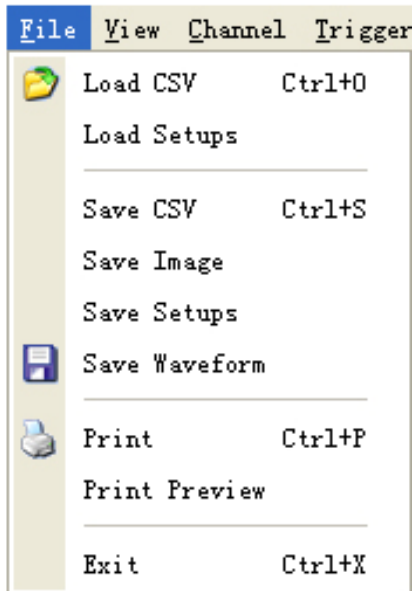 File View Channel Trigger
Load CSV Ctrl+O
Load Setups
Save CSV Ctrl+S
Save Image
Save Setups
Save Waveform
Print Ctrl+P
Print Preview
Exit Ctrl+X